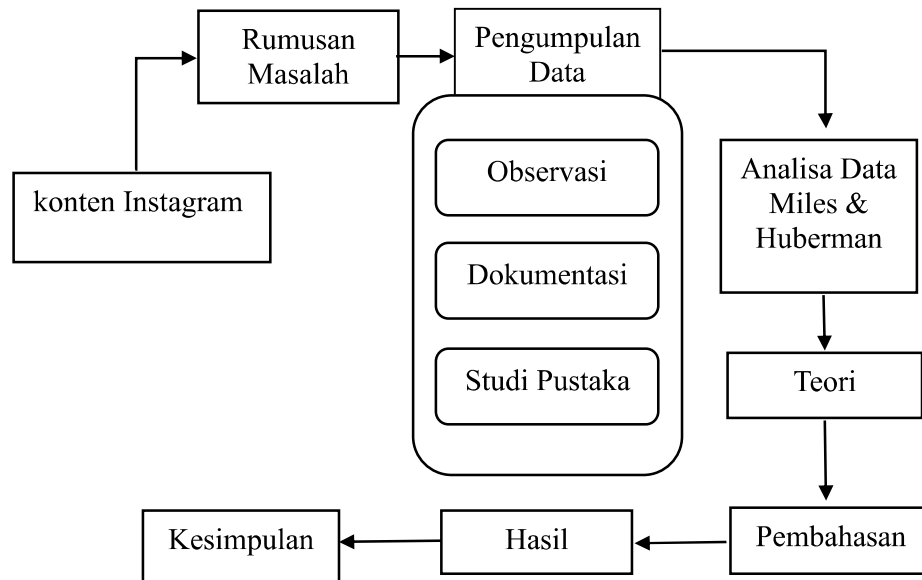 konten Instagram
Rumusan
Masalah
Pengumpulan
Data
Observasi
Dokumentasi
Studi Pustaka
Analisa Data
Miles &
Huberman
Teori
Pembahasan
Hasil
Kesimpulan